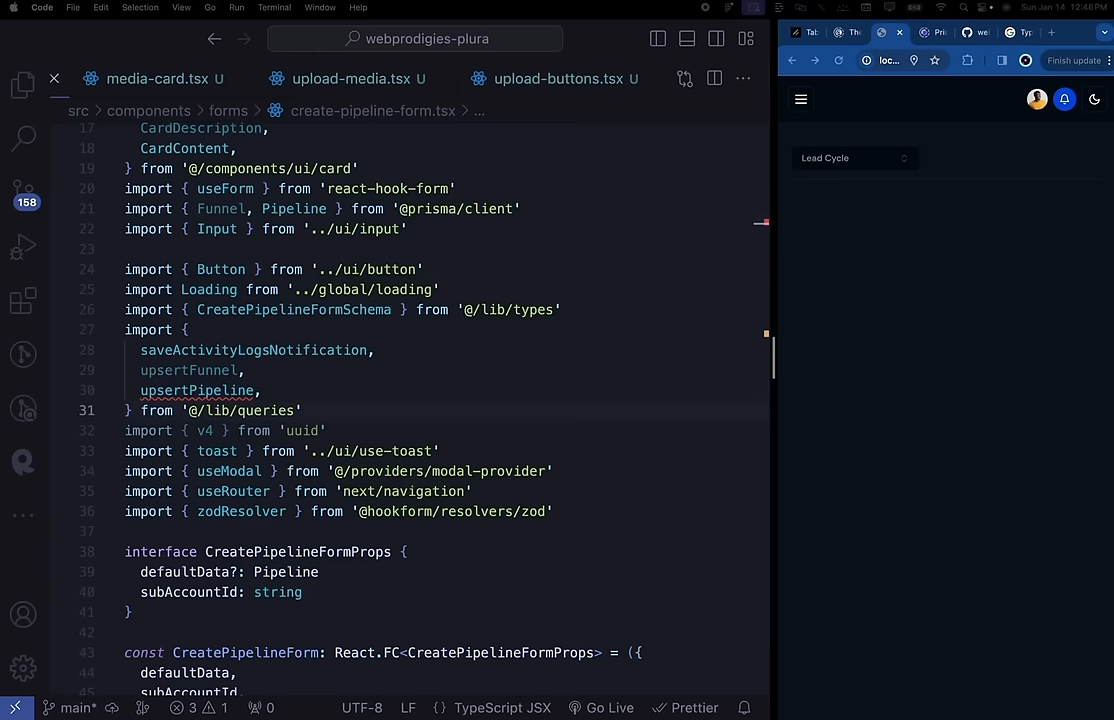 Code File Edit Selection View Go Run Terminal Window Help Sun Jan 14 12:46 PM
webprodigies-plura
media-card.tsx U upload-media.tsx U upload-buttons.tsx U
src > components > forms > create-pipeline-form.tsx > ...
17 CardDescription,
18 CardContent,
19 } from '@/components/ui/card'
20 import { useForm } from 'react-hook-form'
21 import { Funnel, Pipeline } from '@prisma/client'
22 import { Input } from '../ui/input'
23
24 import { Button } from '../ui/button'
25 import Loading from '../global/loading'
26 import { CreatePipelineFormSchema } from '@/lib/types'
27 import {
28 saveActivityLogsNotification,
29 upsertFunnel,
30 upsertPipeline,
31 } from '@/lib/queries'
32 import { v4 } from 'uuid'
33 import { toast } from '../ui/use-toast'
34 import { useModal } from '@/providers/modal-provider'
35 import { useRouter } from 'next/navigation'
36 import { zodResolver } from '@hookform/resolvers/zod'
37
38 interface CreatePipelineFormProps {
39 defaultData?: Pipeline
40 subAccountId: string
41 }
42
43 const CreatePipelineForm: React.FC<CreatePipelineFormProps> = ({
44 defaultData,
45 subAccountId,
158
main* 3 1 0 UTF-8 LF {} TypeScript JSX Go Live Prettier
Tab The Pri wel Typ
loc... Finish update
Lead Cycle